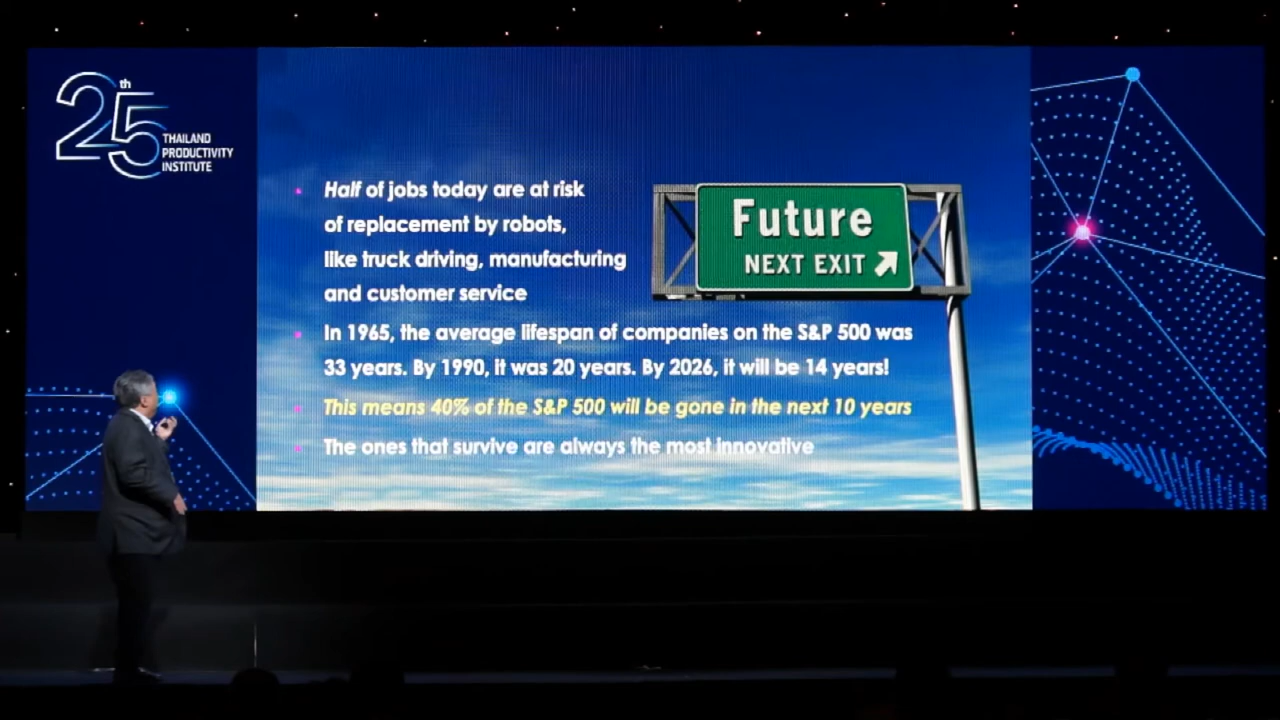 25th
THAILAND
PRODUCTIVITY
INSTITUTE
Half of jobs today are at risk
of replacement by robots,
like truck driving, manufacturing
and customer service
In 1965, the average lifespan of companies on the S&P 500 was
33 years. By 1990, it was 20 years. By 2026, it will be 14 years!
This means 40% of the S&P 500 will be gone in the next 10 years
The ones that survive are always the most innovative
Future
NEXT EXIT